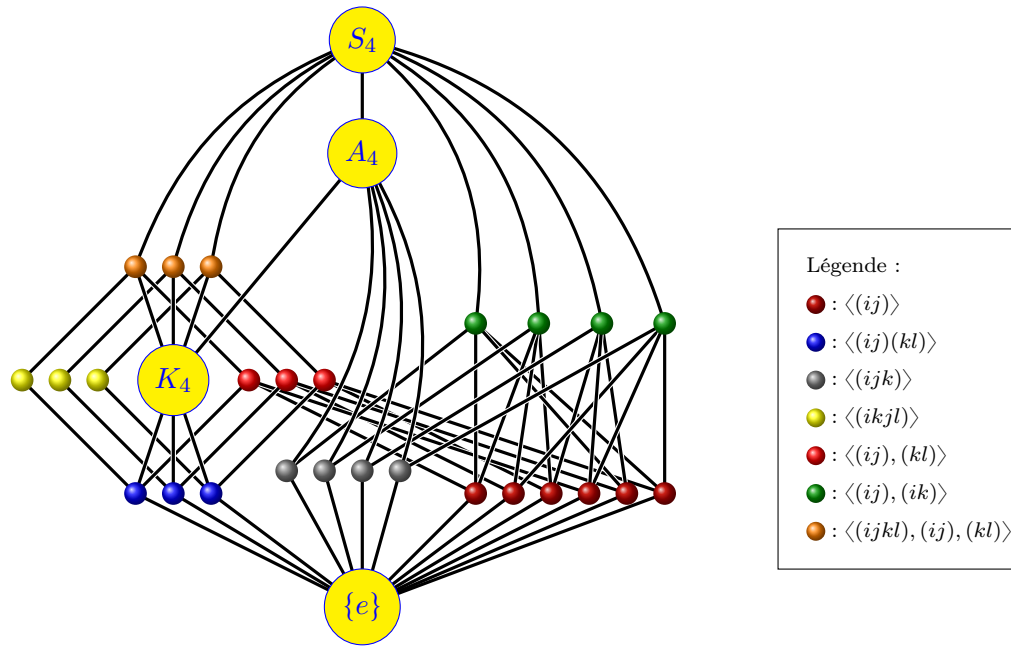 S₄
A₄
K₄
{e}
Légende :
: ⟨(ij)⟩
: ⟨(ij)(kl)⟩
: ⟨(ijk)⟩
: ⟨(ikjl)⟩
: ⟨(ij), (kl)⟩
: ⟨(ij), (ik)⟩
: ⟨(ijkl), (ij), (kl)⟩